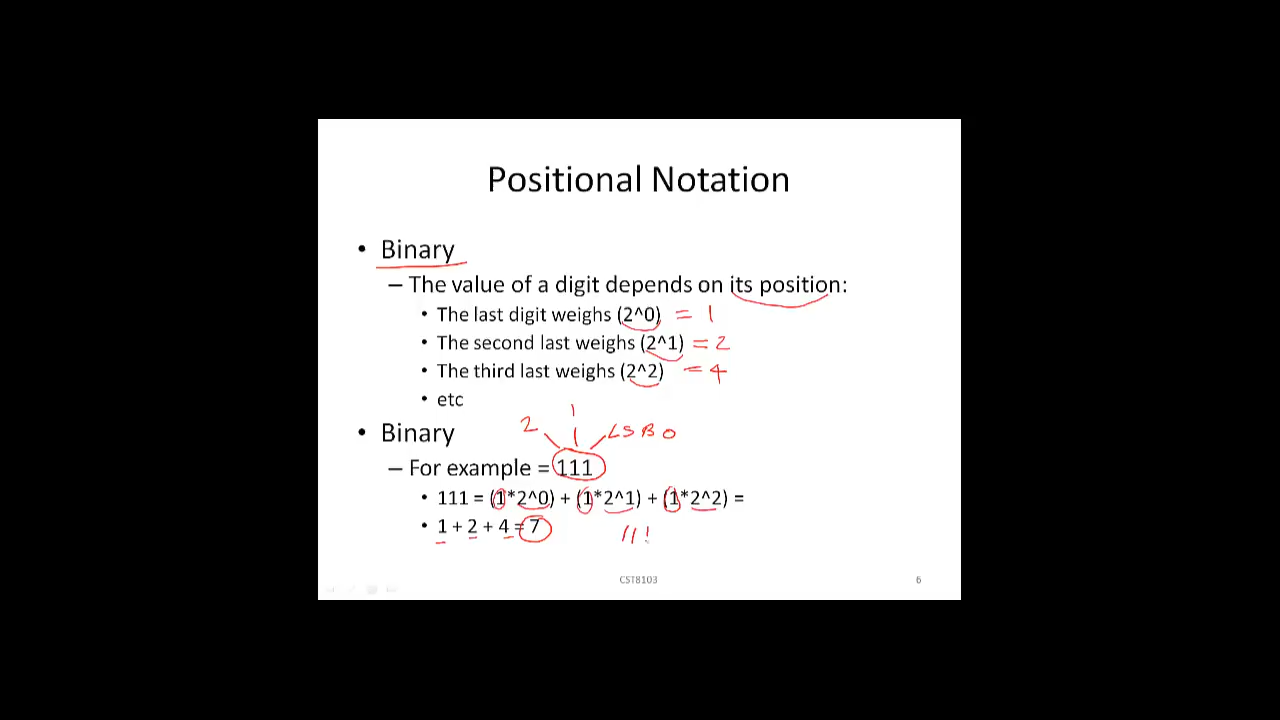 Positional Notation
• Binary
– The value of a digit depends on its position:
• The last digit weighs (2^0) = 1
• The second last weighs (2^1) = 2
• The third last weighs (2^2) = 4
• etc
1
2 1 LSB 0
• Binary
– For example = 111
• 111 = (1*2^0) + (1*2^1) + (1*2^2) =
• 1 + 2 + 4 = 7
CST8103 6